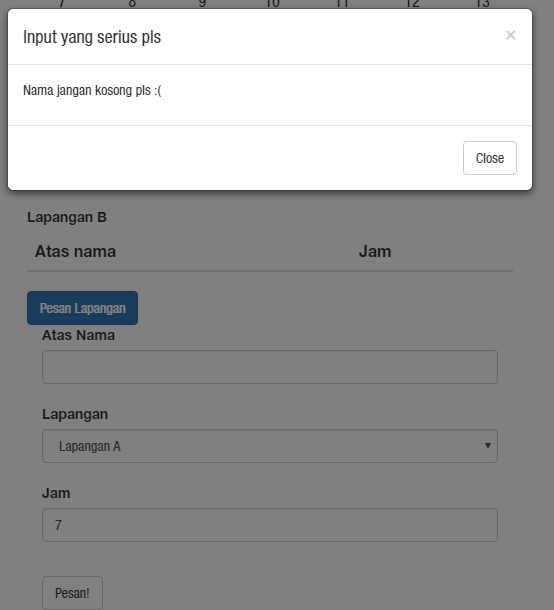 7 8 9 10 11 12 13
Input yang serius pls ×
Nama jangan kosong pls :(
Close
Lapangan B
Atas nama Jam
Pesan Lapangan
Atas Nama
Lapangan
Lapangan A
Jam
7
Pesan!